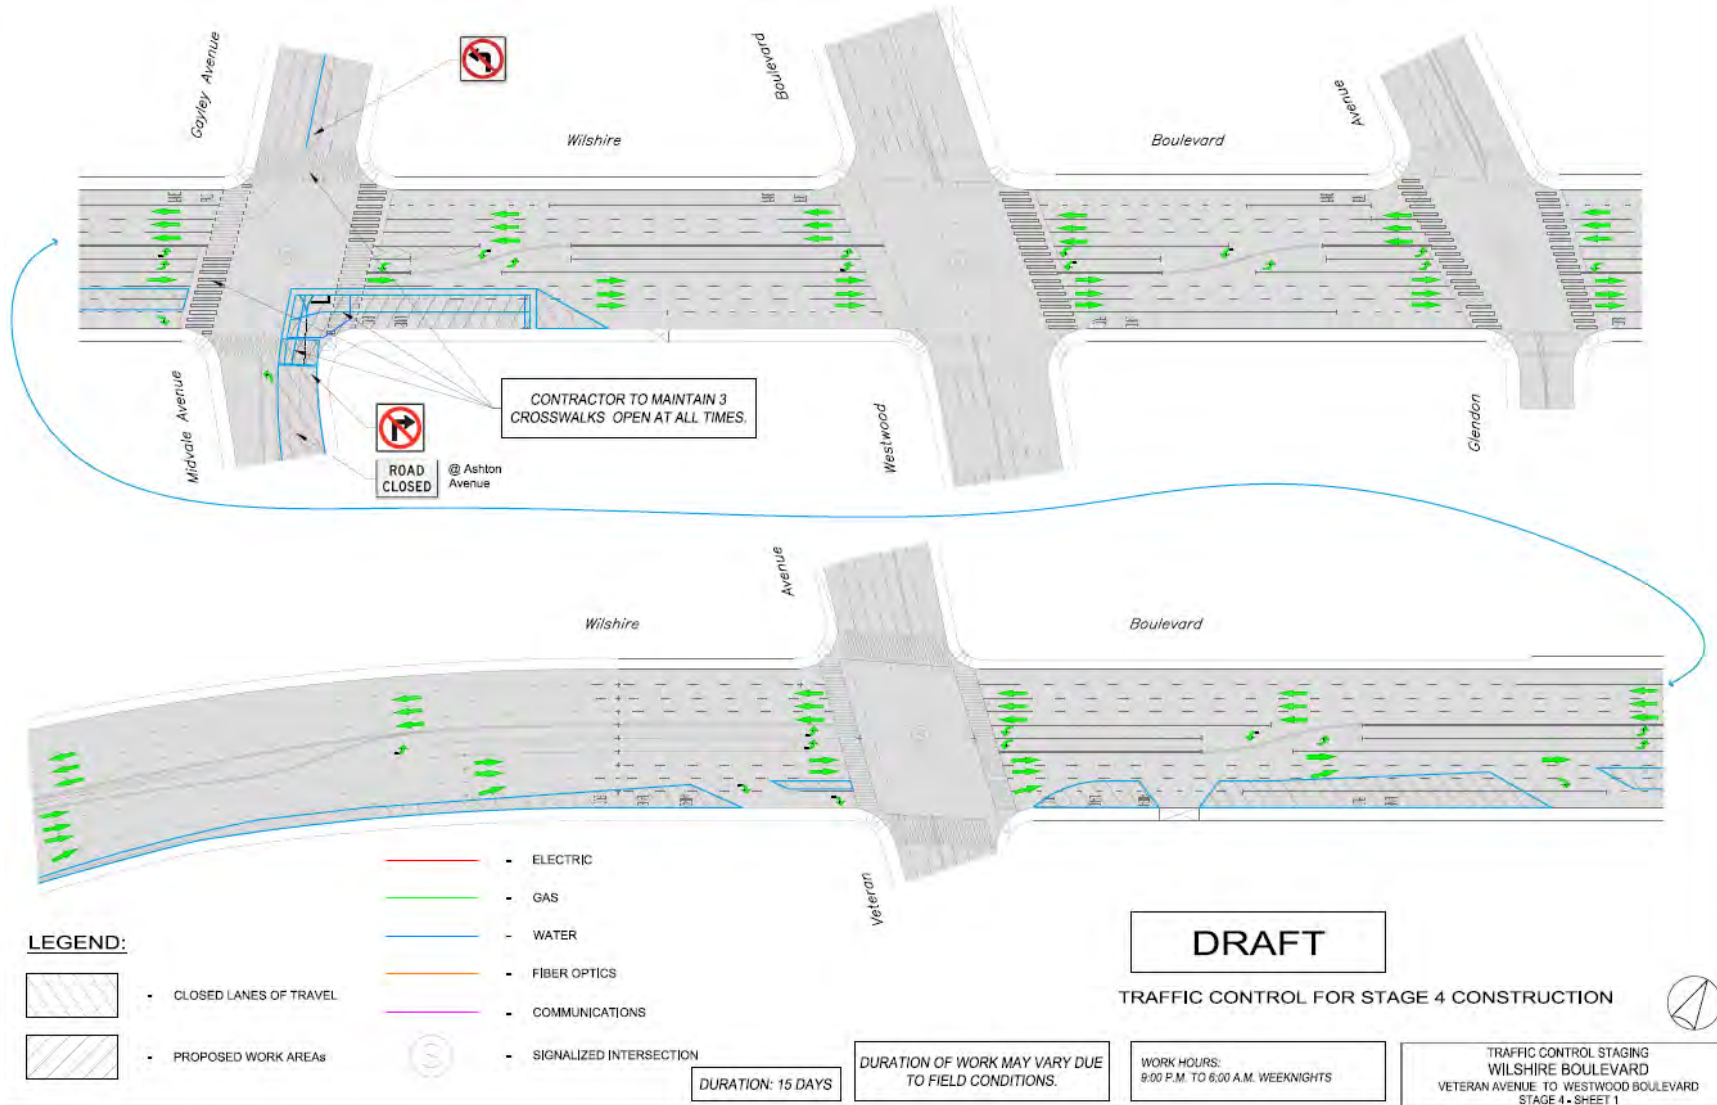 Gayley Avenue
Wilshire
Boulevard
Boulevard
Avenue
Midvale Avenue
CONTRACTOR TO MAINTAIN 3
CROSSWALKS OPEN AT ALL TIMES.
ROAD
CLOSED
@ Ashton
Avenue
Westwood
Glendon
Avenue
Wilshire
Boulevard
Veteran
LEGEND:
- CLOSED LANES OF TRAVEL
- PROPOSED WORK AREAs
- ELECTRIC
- GAS
- WATER
- FIBER OPTICS
- COMMUNICATIONS
S - SIGNALIZED INTERSECTION
DRAFT
TRAFFIC CONTROL FOR STAGE 4 CONSTRUCTION
DURATION: 15 DAYS
DURATION OF WORK MAY VARY DUE
TO FIELD CONDITIONS.
WORK HOURS:
9:00 P.M. TO 6:00 A.M. WEEKNIGHTS
TRAFFIC CONTROL STAGING
WILSHIRE BOULEVARD
VETERAN AVENUE TO WESTWOOD BOULEVARD
STAGE 4 - SHEET 1